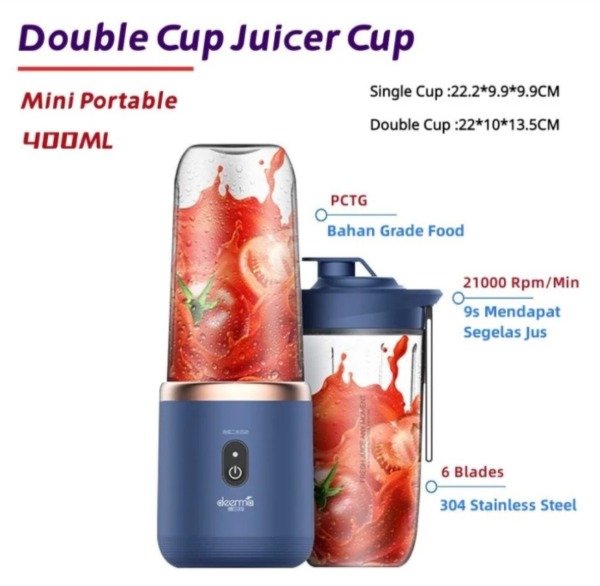 Double Cup Juicer Cup
Mini Portable
400ML
Single Cup :22.2*9.9*9.9CM
Double Cup :22*10*13.5CM
PCTG
Bahan Grade Food
21000 Rpm/Min
9s Mendapat
Segelas Jus
6 Blades
304 Stainless Steel
deerma